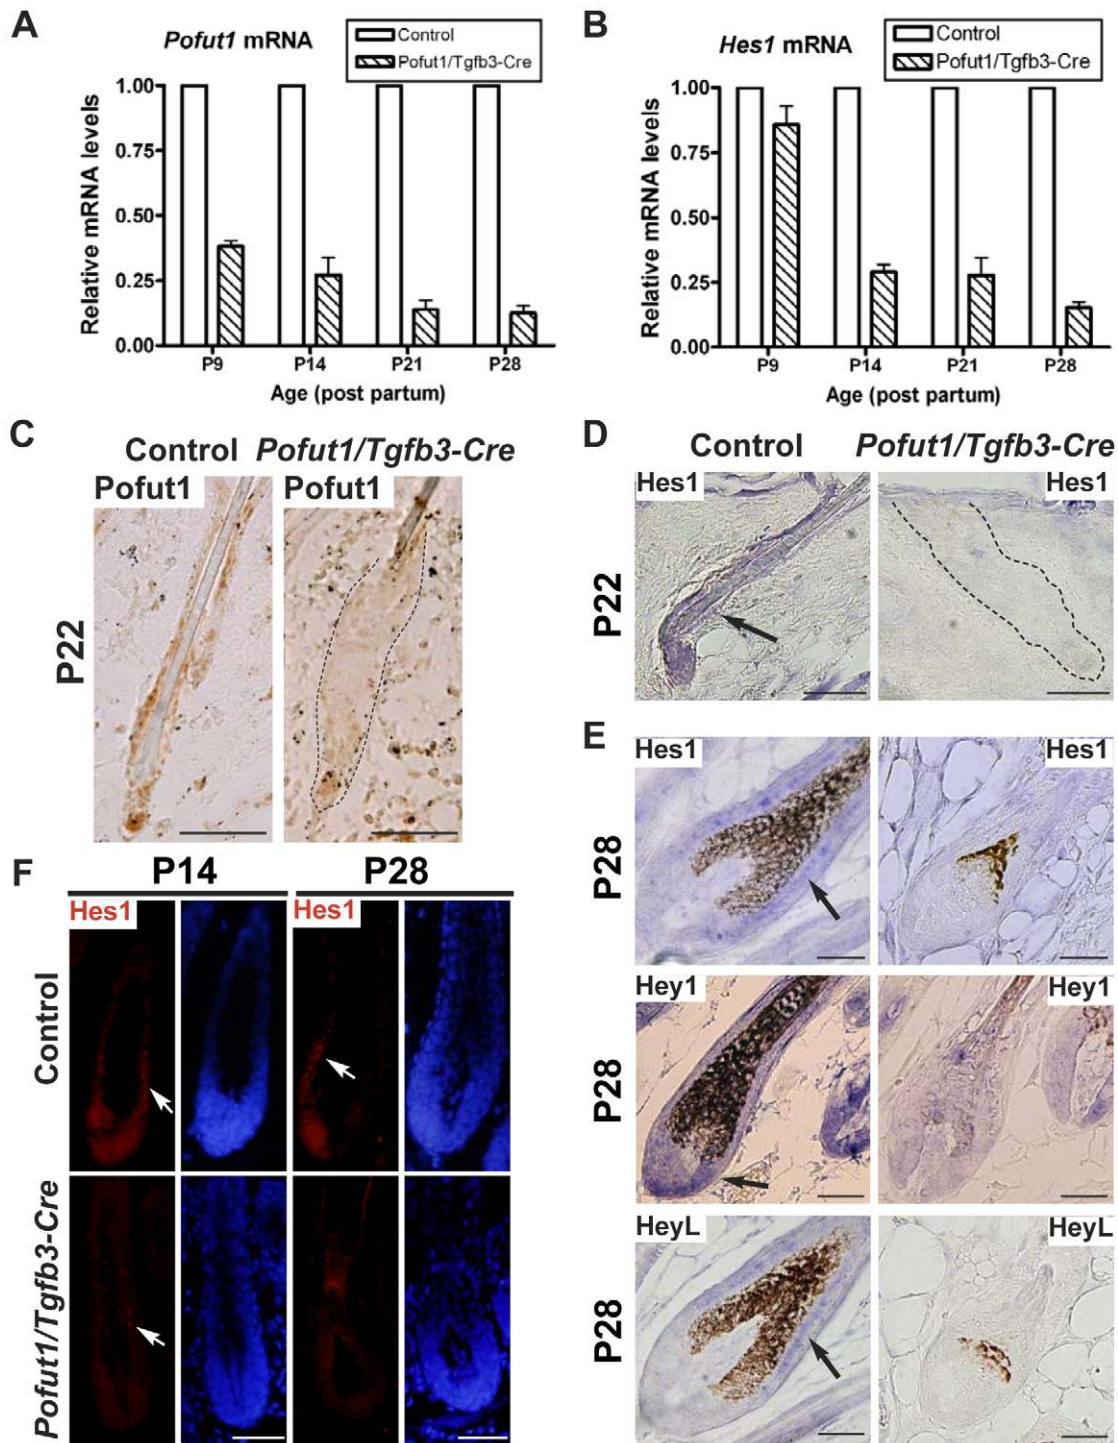 A
Pofut1 mRNA
Control
Pofut1/Tgfb3-Cre
Relative mRNA levels
1.00
0.75
0.50
0.25
0.00
P9 P14 P21 P28
Age (post partum)
B
Hes1 mRNA
Control
Pofut1/Tgfb3-Cre
Relative mRNA levels
1.00
0.75
0.50
0.25
0.00
P9 P14 P21 P28
Age (post partum)
C
Control Pofut1/Tgfb3-Cre
Pofut1 Pofut1
P22
D
Control Pofut1/Tgfb3-Cre
Hes1 Hes1
P22
E
Hes1 Hes1
P28
Hey1 Hey1
P28
HeyL HeyL
P28
F
P14 P28
Hes1 Hes1
Control
Pofut1/Tgfb3-Cre